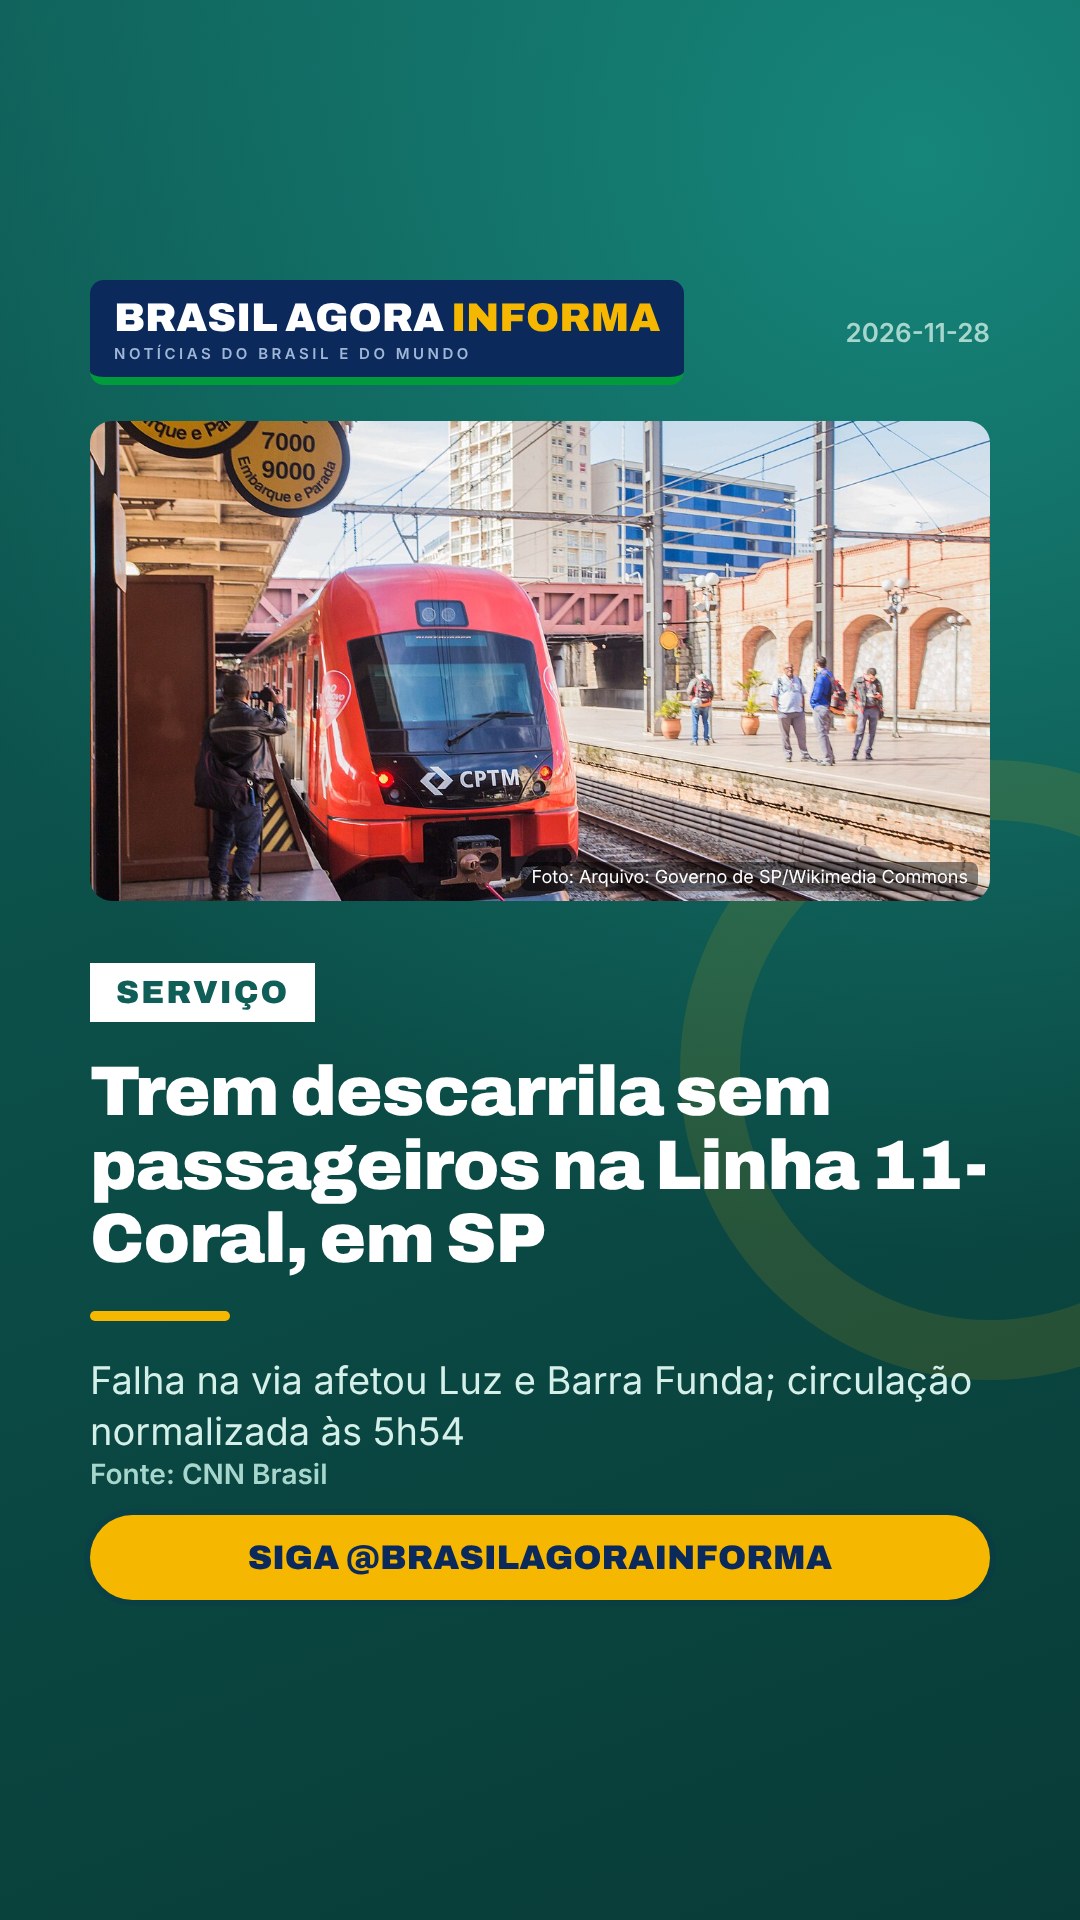 BRASIL AGORA INFORMA
NOTÍCIAS DO BRASIL E DO MUNDO
2026-11-28
rque e Par
7000
9000
Embarque e Parada
CPTM
Foto: Arquivo: Governo de SP/Wikimedia Commons
SERVIÇO
Trem descarrila sem
passageiros na Linha 11-
Coral, em SP
Falha na via afetou Luz e Barra Funda; circulação
normalizada às 5h54
Fonte: CNN Brasil
SIGA @BRASILAGORAINFORMA